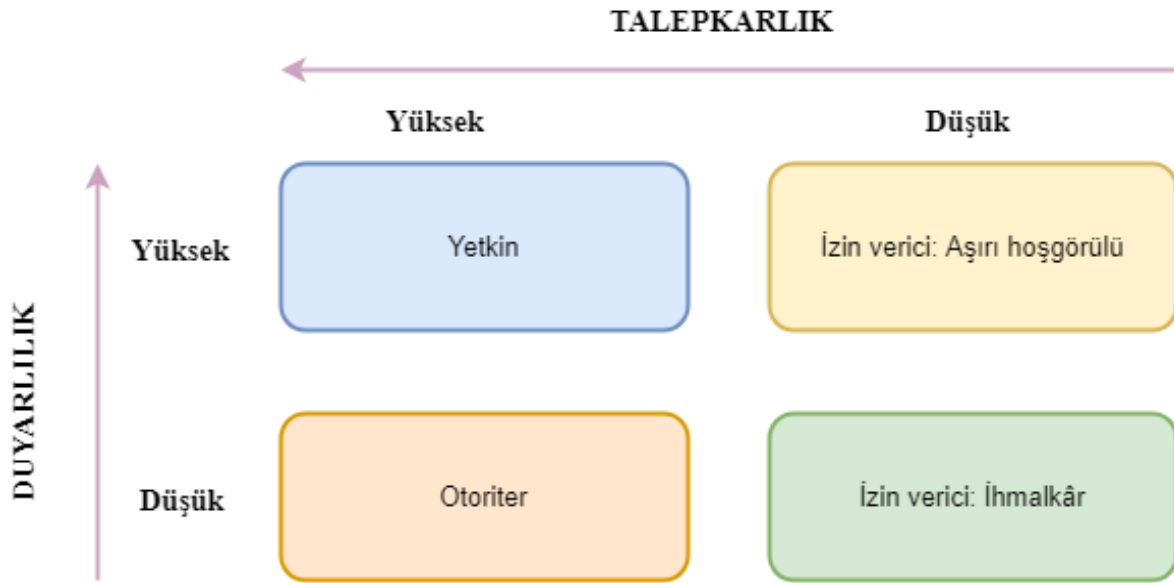 TALEPKARLIK
Yüksek
Düşük
DUYARLILIK
Yüksek
Yetkin
İzin verici: Aşırı hoşgörülü
Düşük
Otoriter
İzin verici: İhmalkâr